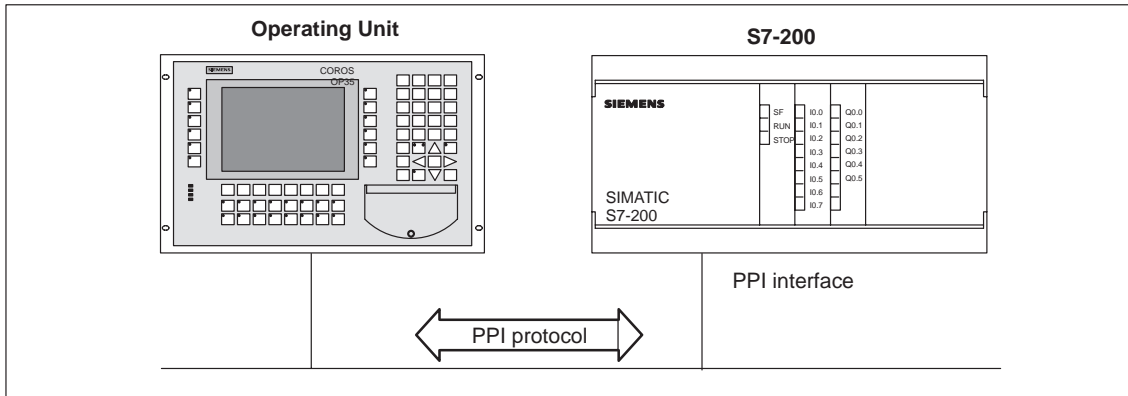 Operating Unit
S7-200
SIEMENS
COROS
OP35
SIEMENS
SF
RUN
STOP
I0.0
I0.1
I0.2
I0.3
I0.4
I0.5
I0.6
I0.7
Q0.0
Q0.1
Q0.2
Q0.3
Q0.4
Q0.5
SIMATIC
S7-200
PPI interface
PPI protocol